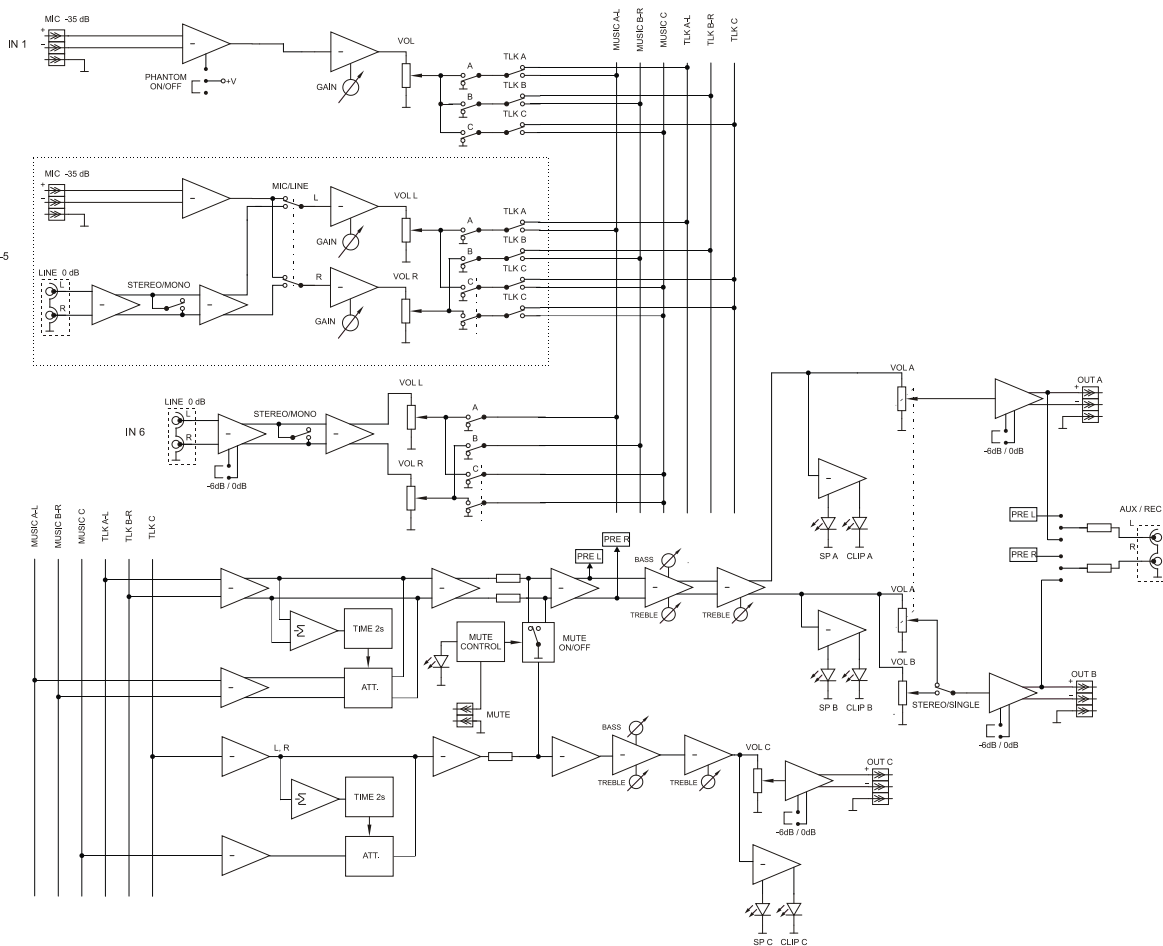 MIC -35 dB
IN 1
+
-
PHANTOM
ON/OFF
+V
GAIN
VOL
A
B
C
TLK A
TLK B
TLK C
MUSIC A-L
MUSIC B-R
MUSIC C
TLK A-L
TLK B-R
TLK C
MIC -35 dB
+
-
-5
MIC/LINE
L
R
GAIN
GAIN
VOL L
VOL R
A
B
C
TLK A
TLK B
TLK C
TLK C
LINE 0 dB
L
R
STEREO/MONO
IN 6
LINE 0 dB
L
R
STEREO/MONO
-6dB / 0dB
VOL L
VOL R
A
B
C
MUSIC A-L
MUSIC B-R
MUSIC C
TLK A-L
TLK B-R
TLK C
Σ
TIME 2s
ATT.
MUTE
CONTROL
MUTE
ON/OFF
MUTE
PRE L
PRE R
BASS
TREBLE
TREBLE
VOL A
SP A
CLIP A
VOL A
SP B
CLIP B
VOL B
STEREO/SINGLE
-6dB / 0dB
OUT A
+
-
PRE L
PRE R
AUX / REC
L
R
-6dB / 0dB
OUT B
+
-
L, R
Σ
TIME 2s
ATT.
BASS
TREBLE
TREBLE
VOL C
-6dB / 0dB
OUT C
+
-
SP C
CLIP C